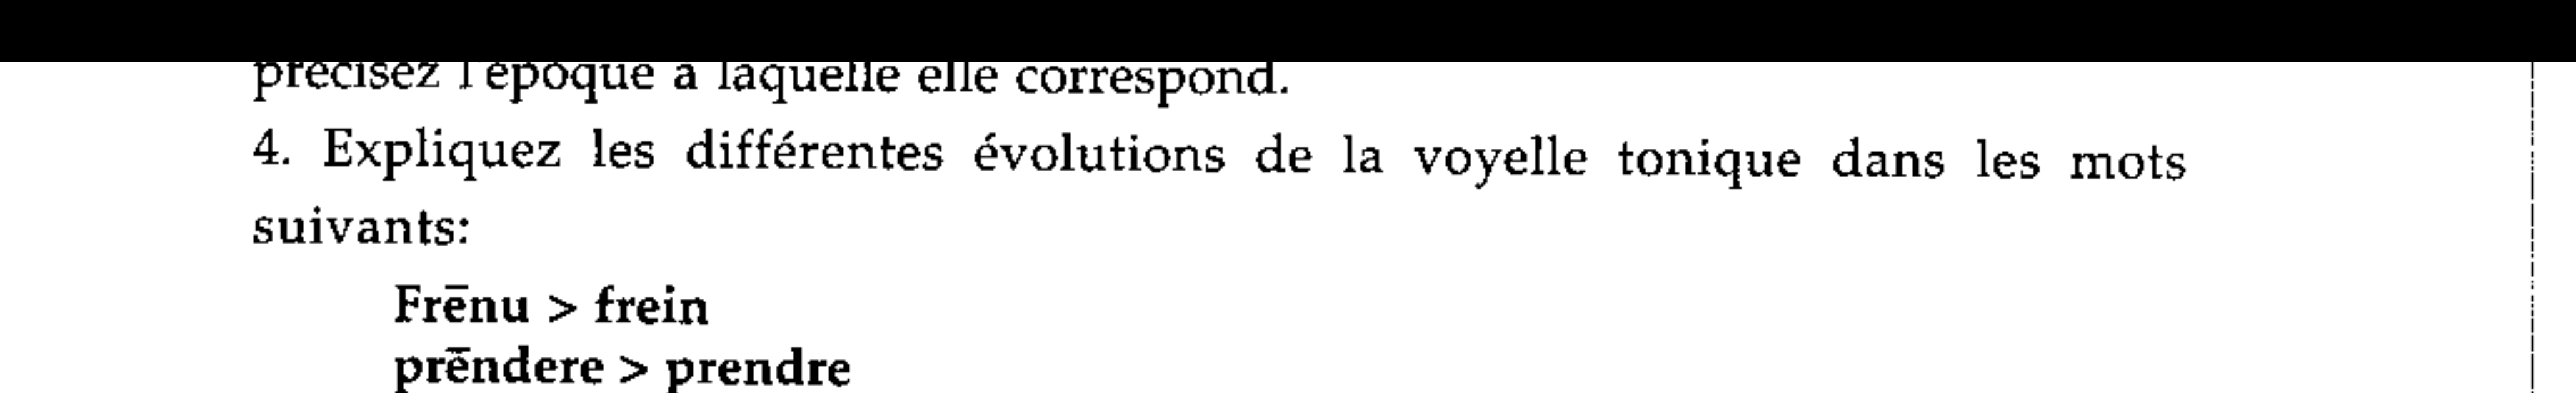 précisez l'époque à laquelle elle correspond.
4. Expliquez les différentes évolutions de la voyelle tonique dans les mots
suivants:
Frēnu > frein
prēndere > prendre